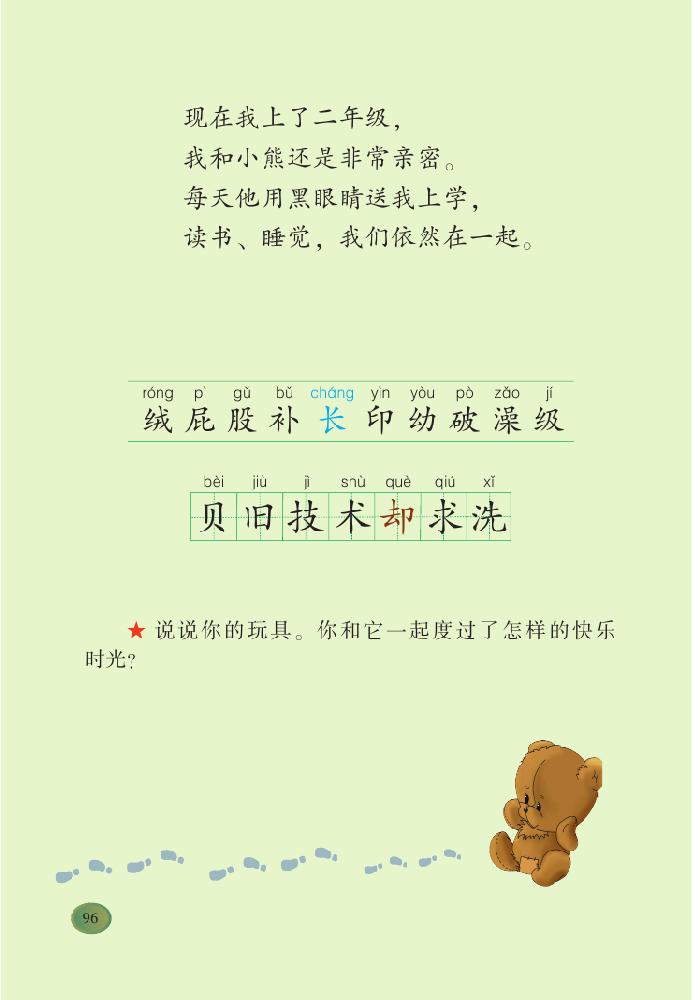 现在我上了二年级，
我和小熊还是非常亲密。
每天他用黑眼睛送我上学，
读书、睡觉，我们依然在一起。
róng pì gǔ bǔ cháng yìn yòu pò zǎo jí
绒 屁 股 补 长 印 幼 破 澡 级
bèi jiù jì shù què qiú xǐ
贝 旧 技 术 却 求 洗
★ 说说你的玩具。你和它一起度过了怎样的快乐
时光？
96